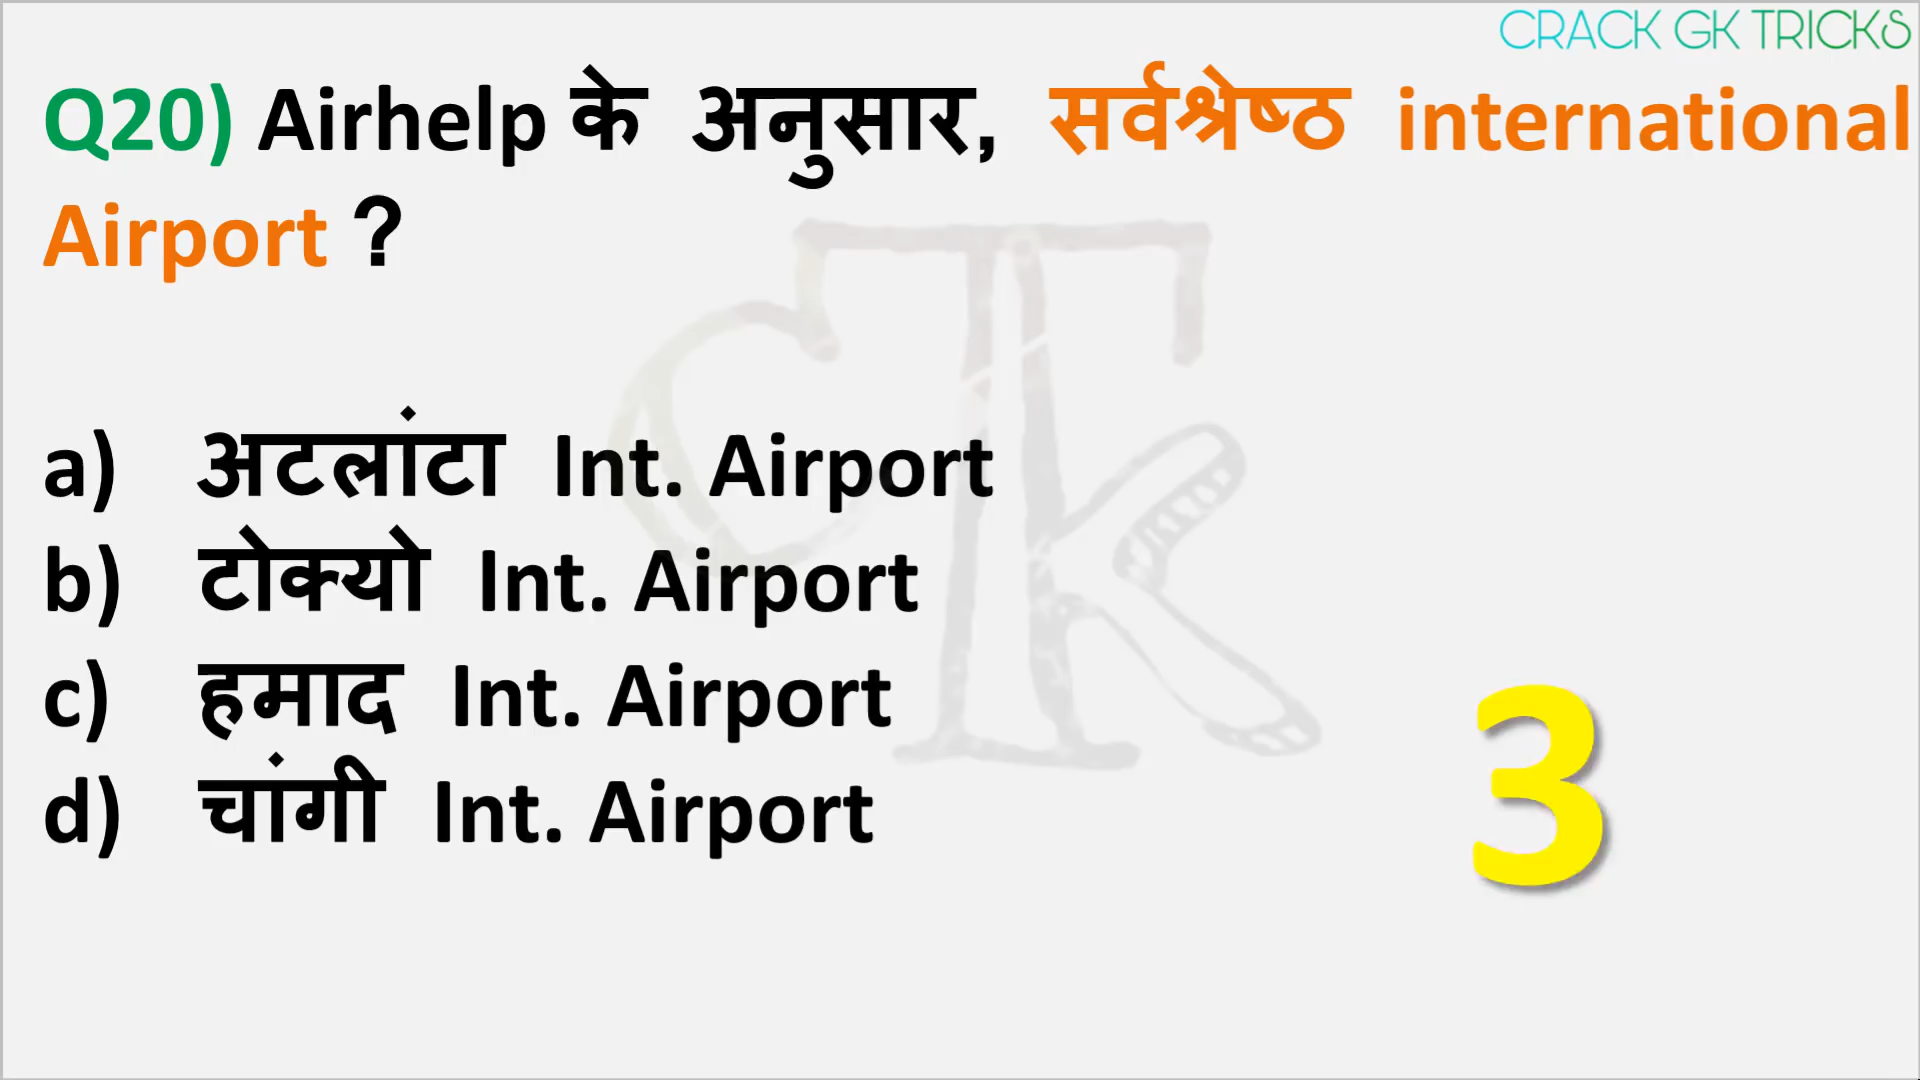 CRACK GK TRICKS
Q20) Airhelp के अनुसार, सर्वश्रेष्ठ international
Airport ?
a) अटलांटा Int. Airport
b) टोक्यो Int. Airport
c) हमाद Int. Airport
d) चांगी Int. Airport
3